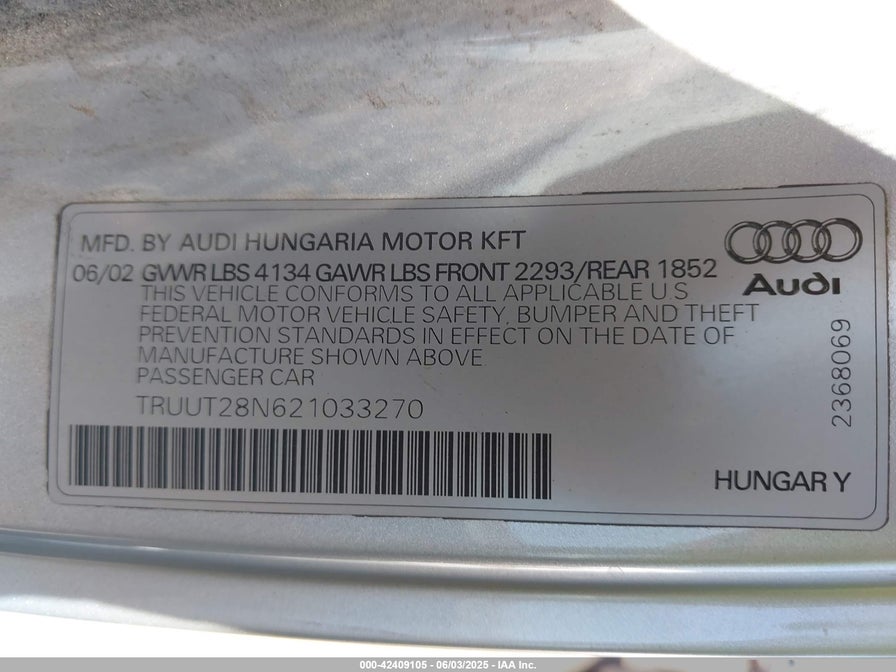 MFD. BY AUDI HUNGARIA MOTOR KFT
06/02 GVWR LBS 4134 GAWR LBS FRONT 2293/REAR 1852
THIS VEHICLE CONFORMS TO ALL APPLICABLE U.S
FEDERAL MOTOR VEHICLE SAFETY, BUMPER AND THEFT
PREVENTION STANDARDS IN EFFECT ON THE DATE OF
MANUFACTURE SHOWN ABOVE
PASSENGER CAR
TRUUT28N621033270
Audi
2368069
HUNGARY
000-42409105 - 06/03/2025 - IAA Inc.